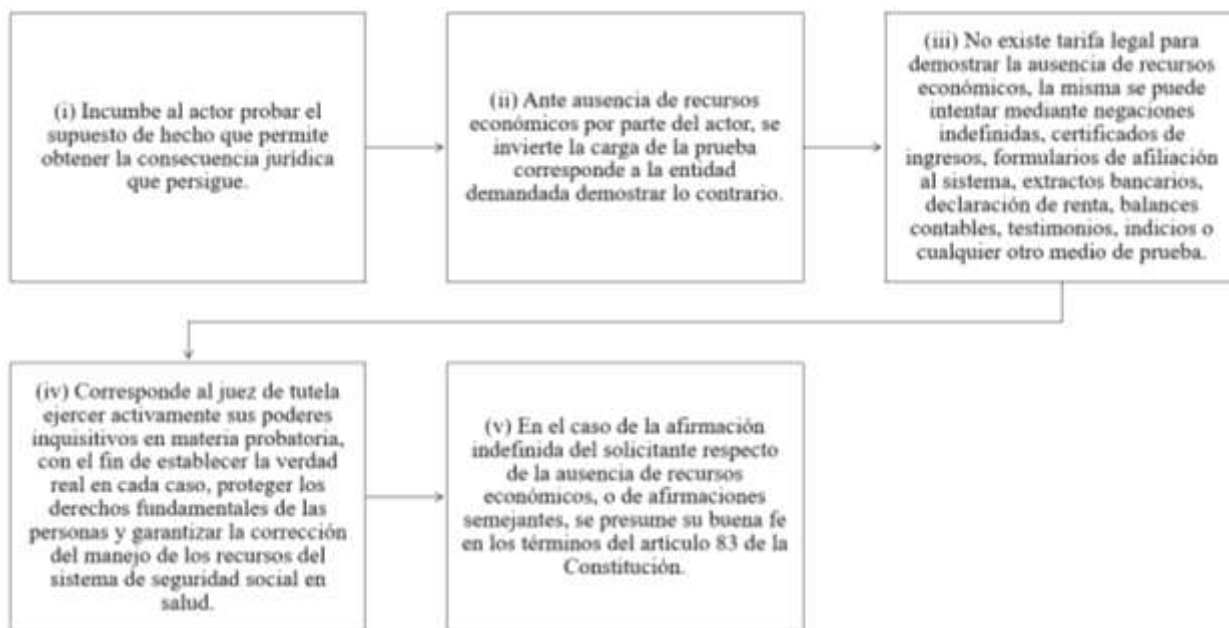 (i) Incumbe al actor probar el
supuesto de hecho que permite
obtener la consecuencia jurídica
que persigue.
(ii) Ante ausencia de recursos
económicos por parte del actor, se
invierte la carga de la prueba
corresponde a la entidad
demandada demostrar lo contrario.
(iii) No existe tarifa legal para
demostrar la ausencia de recursos
económicos, la misma se puede
intentar mediante negaciones
indefinidas, certificados de
ingresos, formularios de afiliación
al sistema, extractos bancarios,
declaración de renta, balances
contables, testimonios, indicios o
cualquier otro medio de prueba.
(iv) Corresponde al juez de tutela
ejercer activamente sus poderes
inquisitivos en materia probatoria,
con el fin de establecer la verdad
real en cada caso, proteger los
derechos fundamentales de las
personas y garantizar la corrección
del manejo de los recursos del
sistema de seguridad social en
salud.
(v) En el caso de la afirmación
indefinida del solicitante respecto
de la ausencia de recursos
económicos, o de afirmaciones
semejantes, se presume su buena fe
en los términos del artículo 83 de la
Constitución.